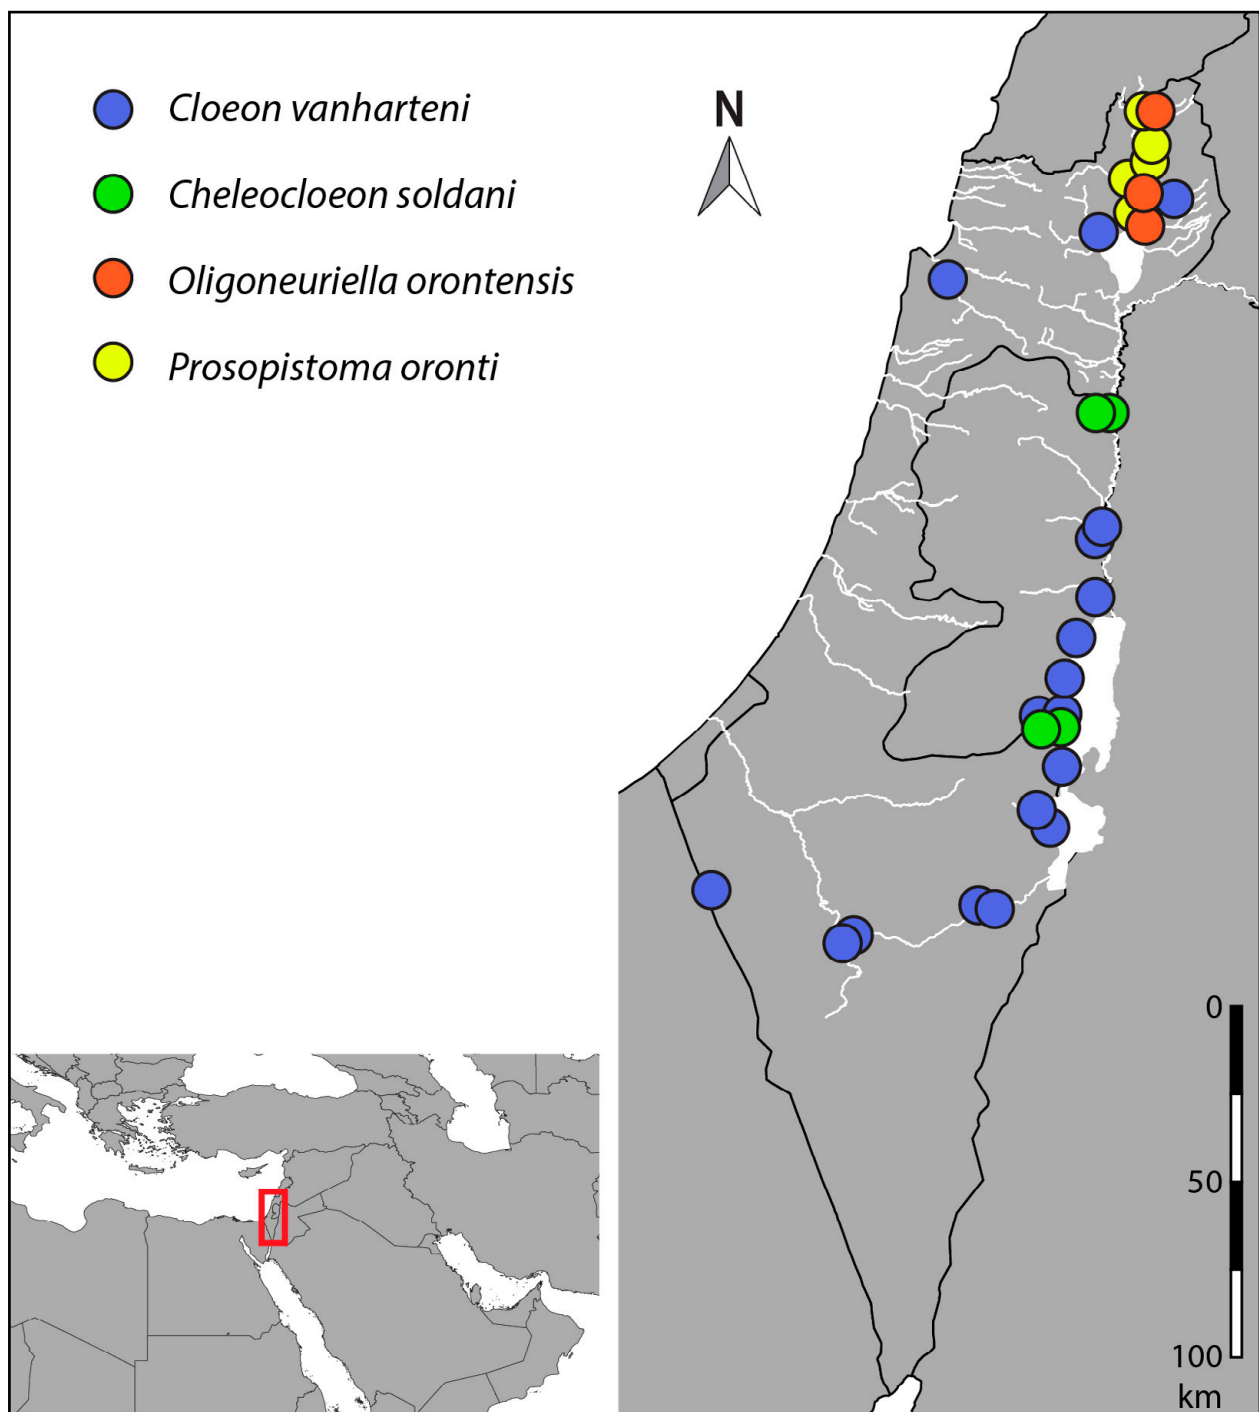 Cloeon vanharteni
Cheleocloeon soldani
Oligoneuriella orontensis
Prosopistoma oronti
N
0
50
100
km